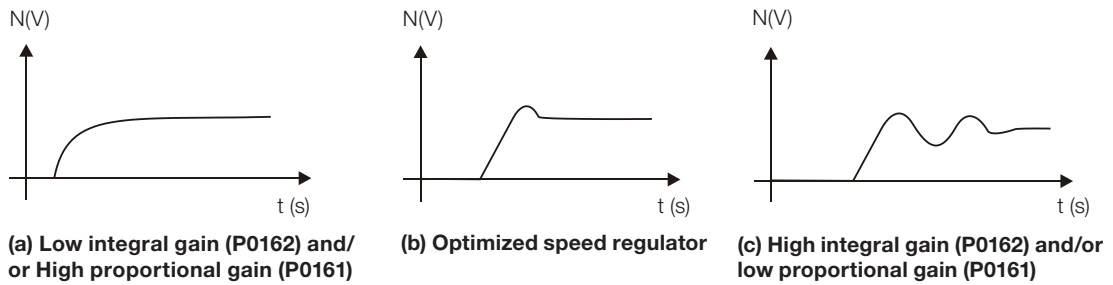 N(V)
t (s)
(a) Low integral gain (P0162) and/
or High proportional gain (P0161)
N(V)
t (s)
(b) Optimized speed regulator
N(V)
t (s)
(c) High integral gain (P0162) and/or
low proportional gain (P0161)